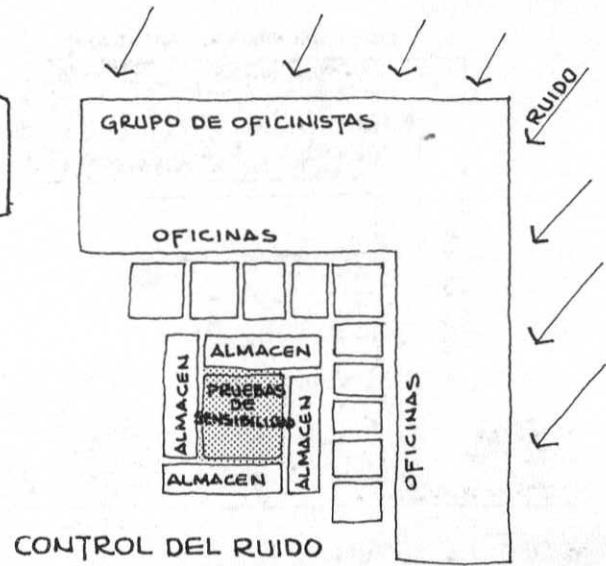 RUIDO
GRUPO DE OFICINISTAS
OFICINAS
ALMACEN
ALMACEN
PRUEBAS
DE
SENSIBILIDAD
ALMACEN
ALMACEN
OFICINAS
CONTROL DEL RUIDO